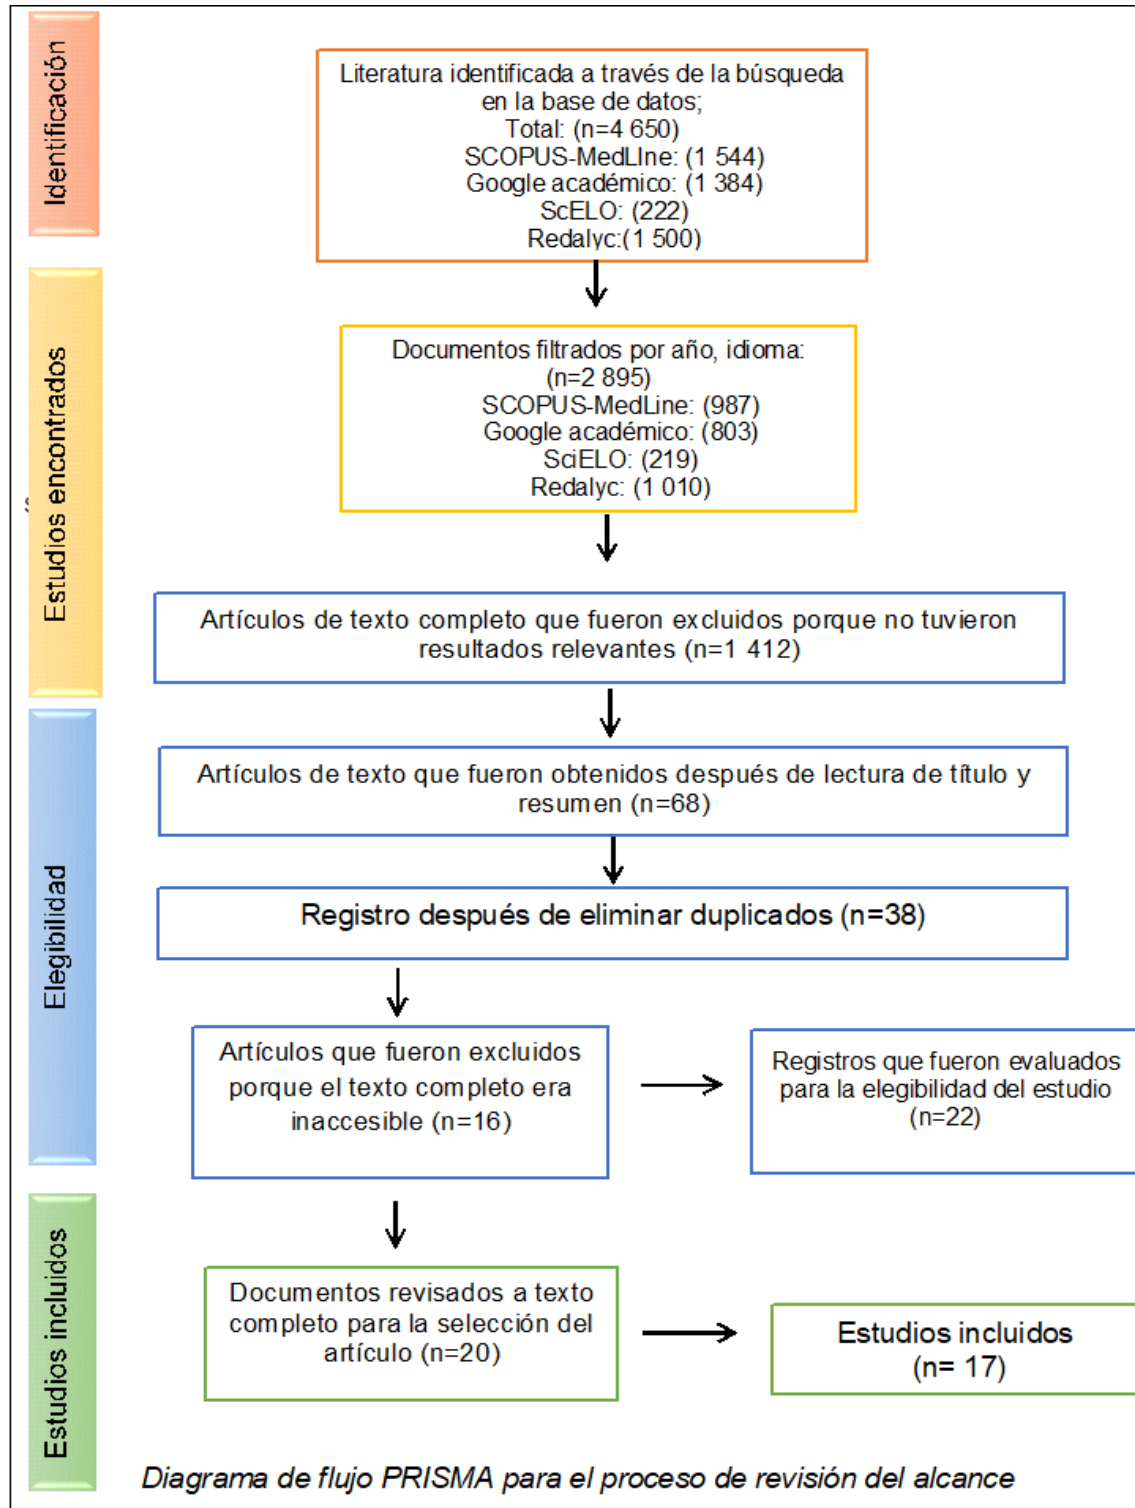 Identificación
Literatura identificada a través de la búsqueda
en la base de datos;
Total: (n=4 650)
SCOPUS-MedLIne: (1 544)
Google académico: (1 384)
ScELO: (222)
Redalyc:(1 500)
Estudios encontrados
Documentos filtrados por año, idioma:
(n=2 895)
SCOPUS-MedLine: (987)
Google académico: (803)
SciELO: (219)
Redalyc: (1 010)
Artículos de texto completo que fueron excluidos porque no tuvieron
resultados relevantes (n=1 412)
Elegibilidad
Artículos de texto que fueron obtenidos después de lectura de título y
resumen (n=68)
Registro después de eliminar duplicados (n=38)
Artículos que fueron excluidos
porque el texto completo era
inaccesible (n=16)
Registros que fueron evaluados
para la elegibilidad del estudio
(n=22)
Estudios incluidos
Documentos revisados a texto
completo para la selección del
artículo (n=20)
Estudios incluidos
(n= 17)
Diagrama de flujo PRISMA para el proceso de revisión del alcance